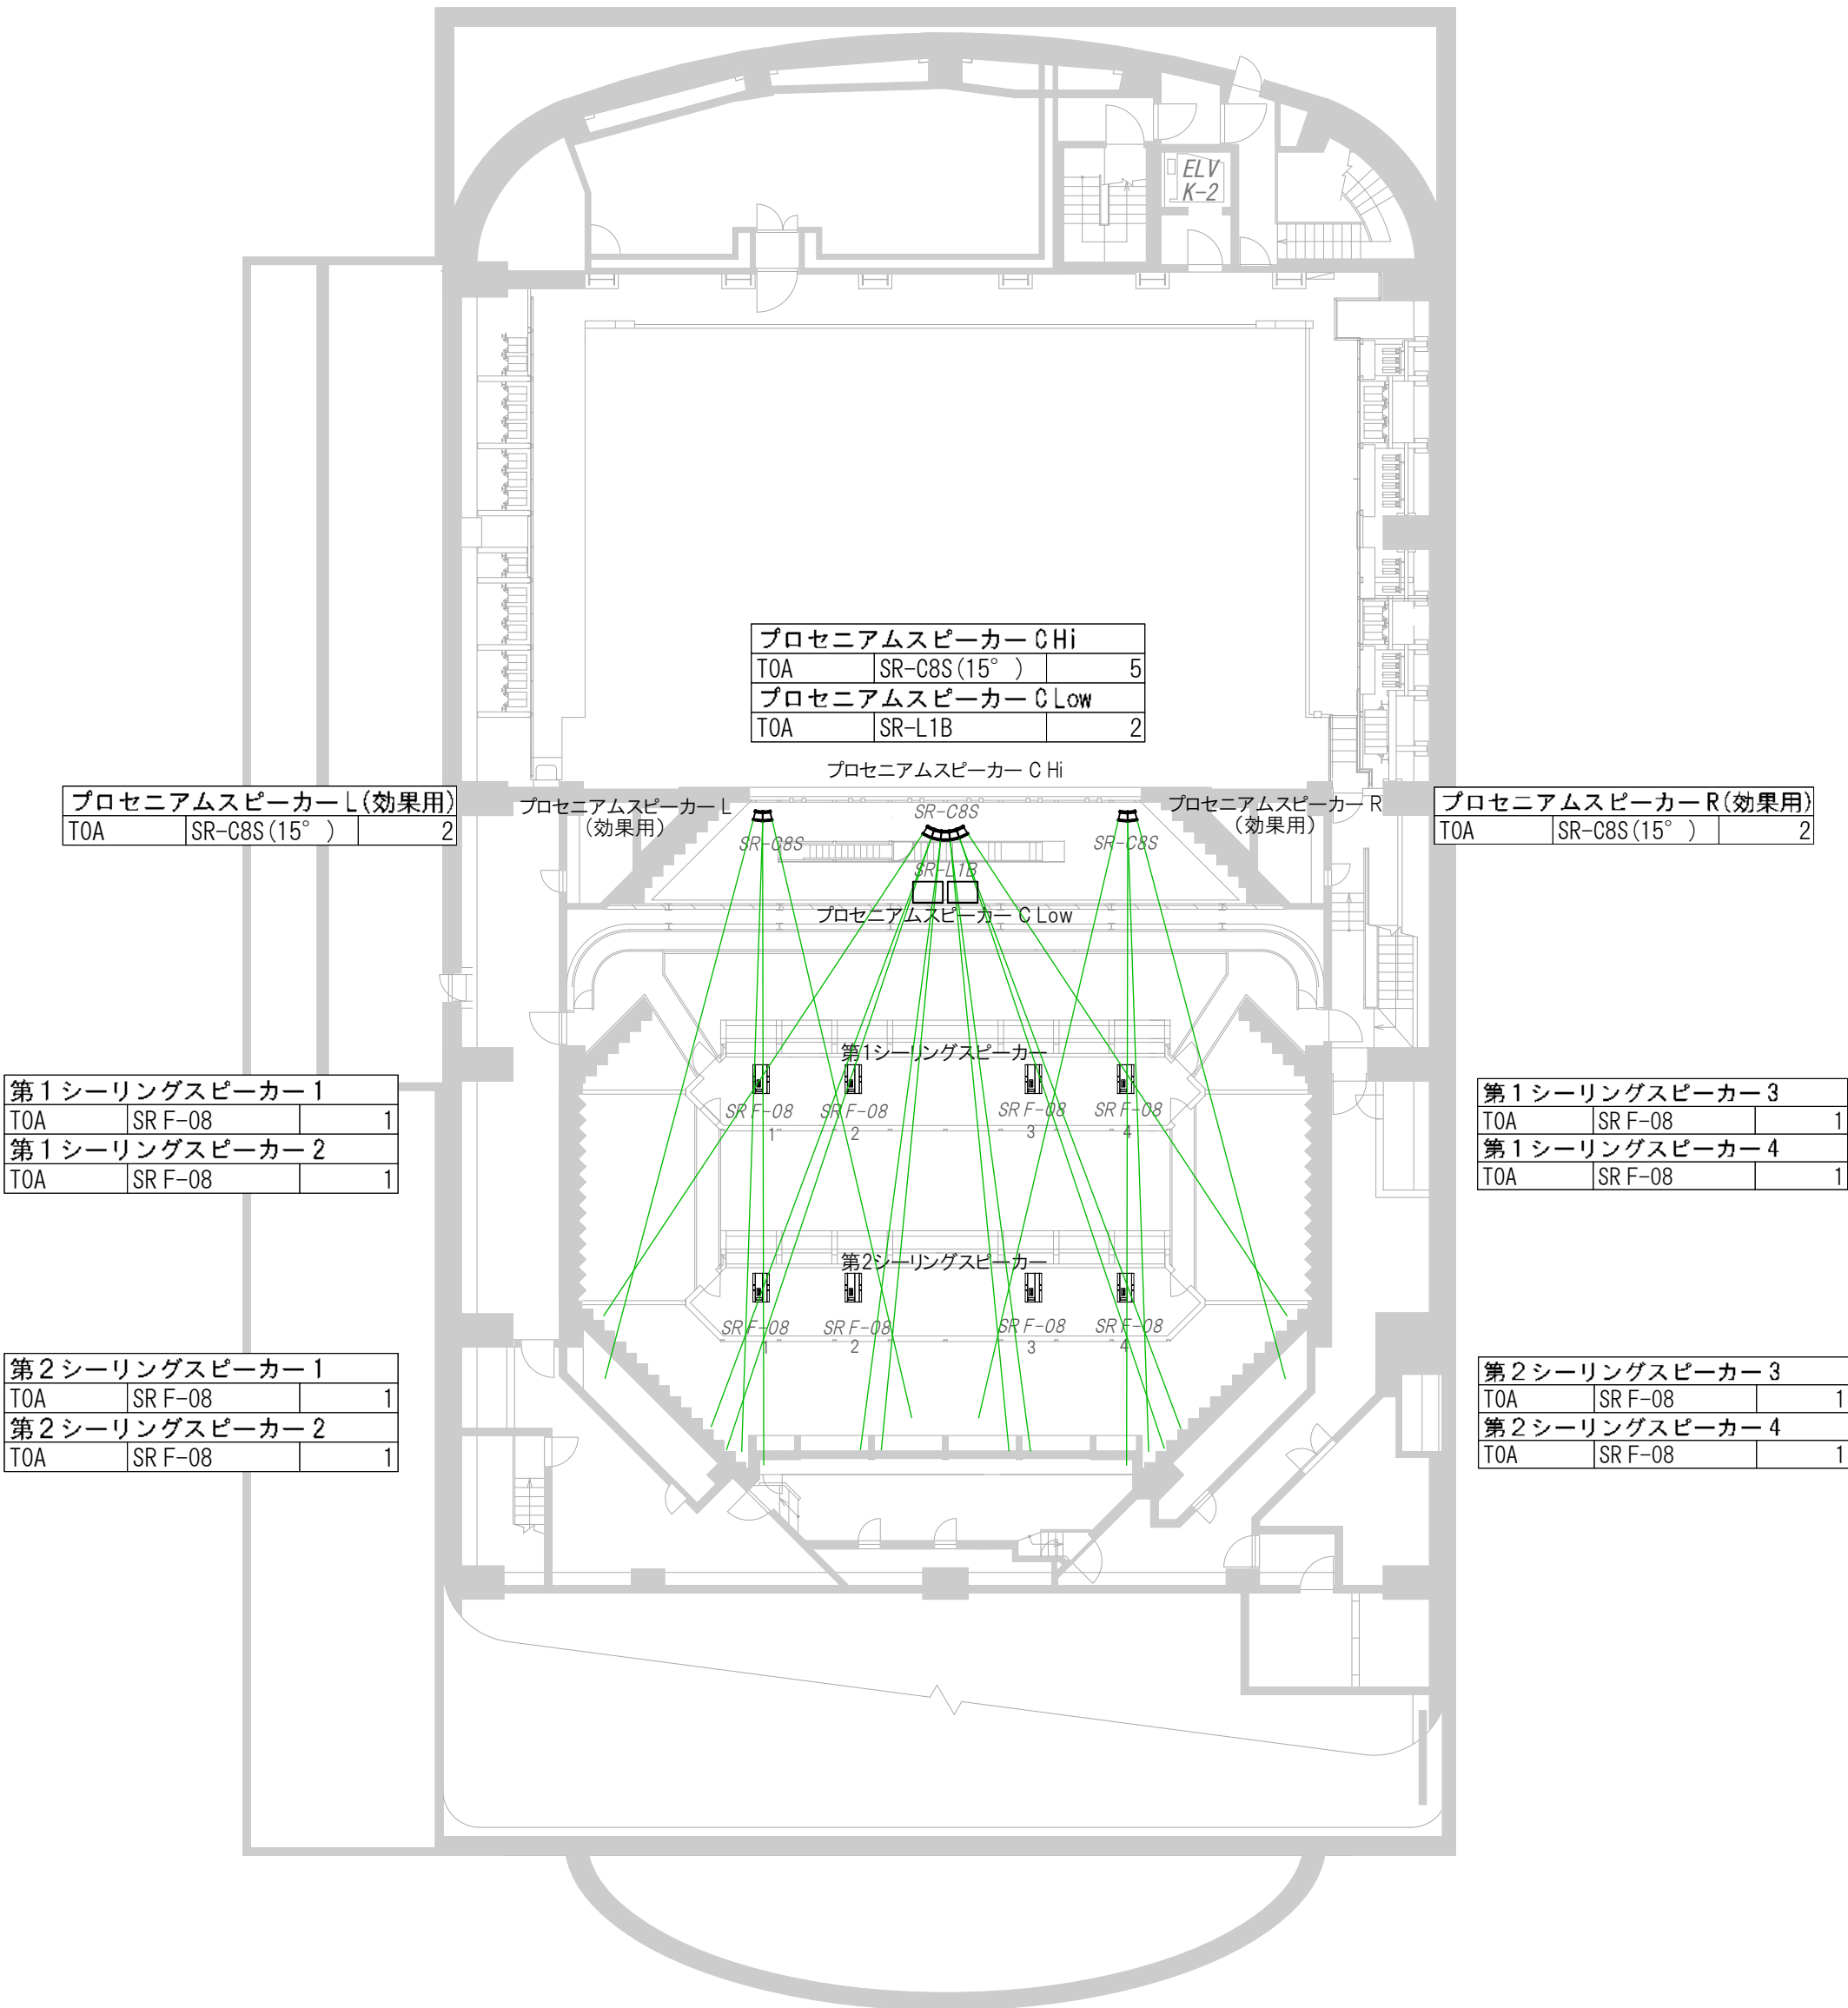 ELV
K-2
プロセニアムスピーカー C Hi
TOA SR-C8S(15° ) 5
プロセニアムスピーカー C Low
TOA SR-L1B 2
プロセニアムスピーカー C Hi
プロセニアムスピーカー L(効果用)
TOA SR-C8S(15° ) 2
プロセニアムスピーカー L
(効果用)
SR-C8S
SR-C8S
プロセニアムスピーカー R
(効果用)
SR-C8S
プロセニアムスピーカー R(効果用)
TOA SR-C8S(15° ) 2
SR-L1B
プロセニアムスピーカー C Low
第1シーリングスピーカー
SR F-08
1
SR F-08
2
SR F-08
3
SR F-08
4
第1シーリングスピーカー 1
TOA SR F-08 1
第1シーリングスピーカー 2
TOA SR F-08 1
第1シーリングスピーカー 3
TOA SR F-08 1
第1シーリングスピーカー 4
TOA SR F-08 1
第2シーリングスピーカー
SR F-08
1
SR F-08
2
SR F-08
3
SR F-08
4
第2シーリングスピーカー 1
TOA SR F-08 1
第2シーリングスピーカー 2
TOA SR F-08 1
第2シーリングスピーカー 3
TOA SR F-08 1
第2シーリングスピーカー 4
TOA SR F-08 1